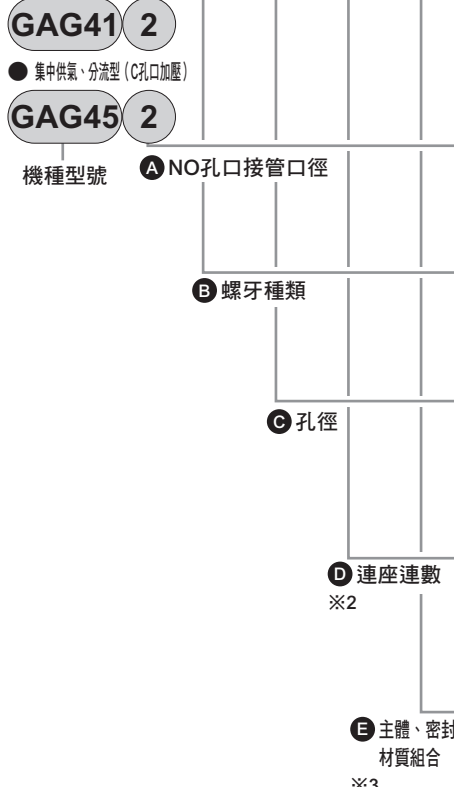 GAG41 2
● 集中供氣、分流型（C孔口加壓）
GAG45 2
機種型號
A NO孔口接管口徑
B 螺牙種類
C 孔徑
D 連座連數
※2
E 主體、密封
材質組合
※3